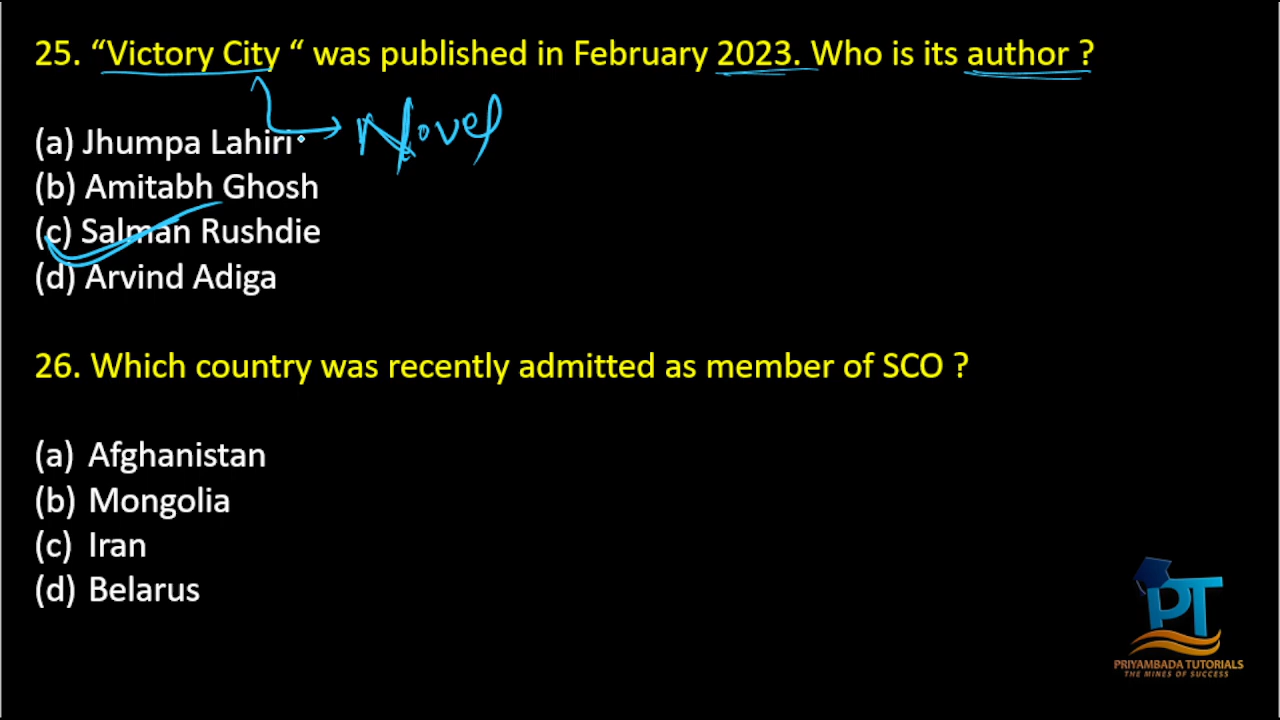 25. “Victory City “ was published in February 2023. Who is its author ?
Novel
(a) Jhumpa Lahiri
(b) Amitabh Ghosh
(c) Salman Rushdie
(d) Arvind Adiga
26. Which country was recently admitted as member of SCO ?
(a) Afghanistan
(b) Mongolia
(c) Iran
(d) Belarus
PT
PRIYAMBADA TUTORIALS
THE MINES OF SUCCESS